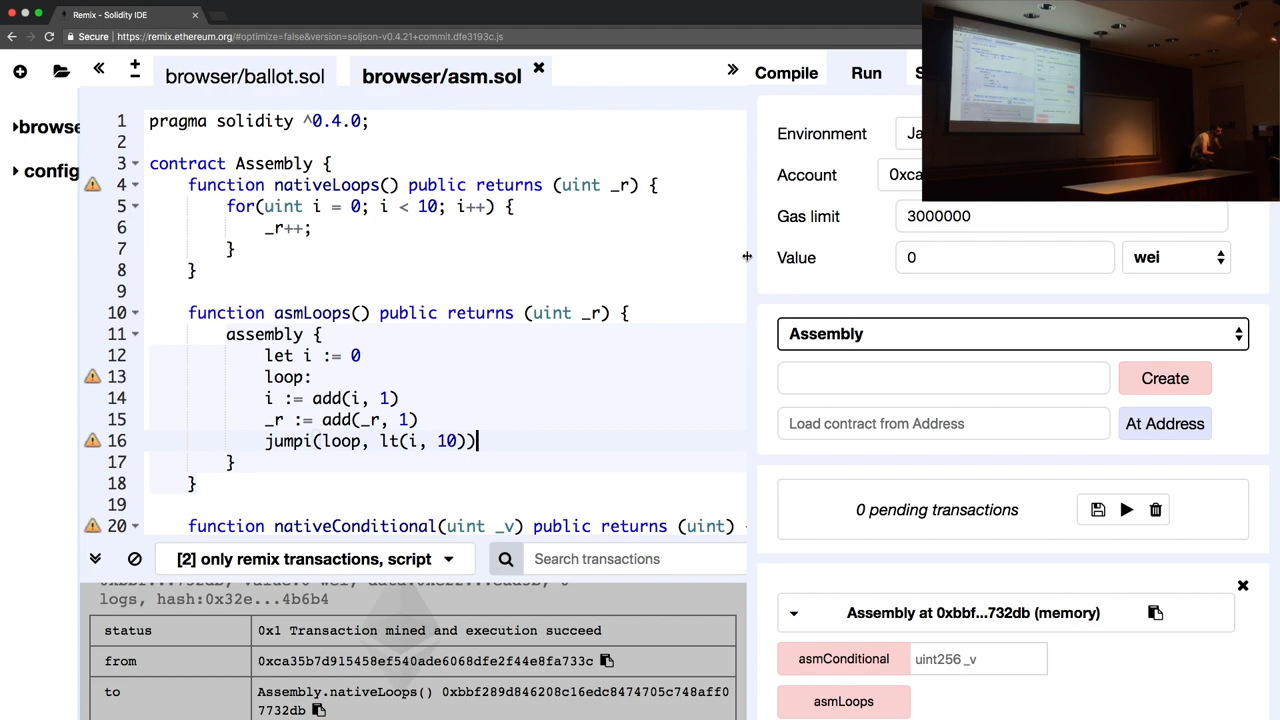 Remix - Solidity IDE
Secure https://remix.ethereum.org/#optimize=false&version=soljson-v0.4.21+commit.dfe3193c.js
browser/ballot.sol browser/asm.sol
Compile Run S
browse
config
1 pragma solidity ^0.4.0;
2
3 contract Assembly {
4 function nativeLoops() public returns (uint _r) {
5 for(uint i = 0; i < 10; i++) {
6 _r++;
7 }
8 }
9
10 function asmLoops() public returns (uint _r) {
11 assembly {
12 let i := 0
13 loop:
14 i := add(i, 1)
15 _r := add(_r, 1)
16 jumpi(loop, lt(i, 10))
17 }
18 }
19
20 function nativeConditional(uint _v) public returns (uint) {
[2] only remix transactions, script Search transactions
logs, hash:0x32e...4b6b4
status 0x1 Transaction mined and execution succeed
from 0xca35b7d915458ef540ade6068dfe2f44e8fa733c
to Assembly.nativeLoops() 0xbbf289d846208c16edc8474705c748aff0
7732db
Environment Ja
Account 0xca
Gas limit 3000000
Value 0 wei
Assembly
Create
Load contract from Address At Address
0 pending transactions
Assembly at 0xbbf...732db (memory)
asmConditional uint256 _v
asmLoops